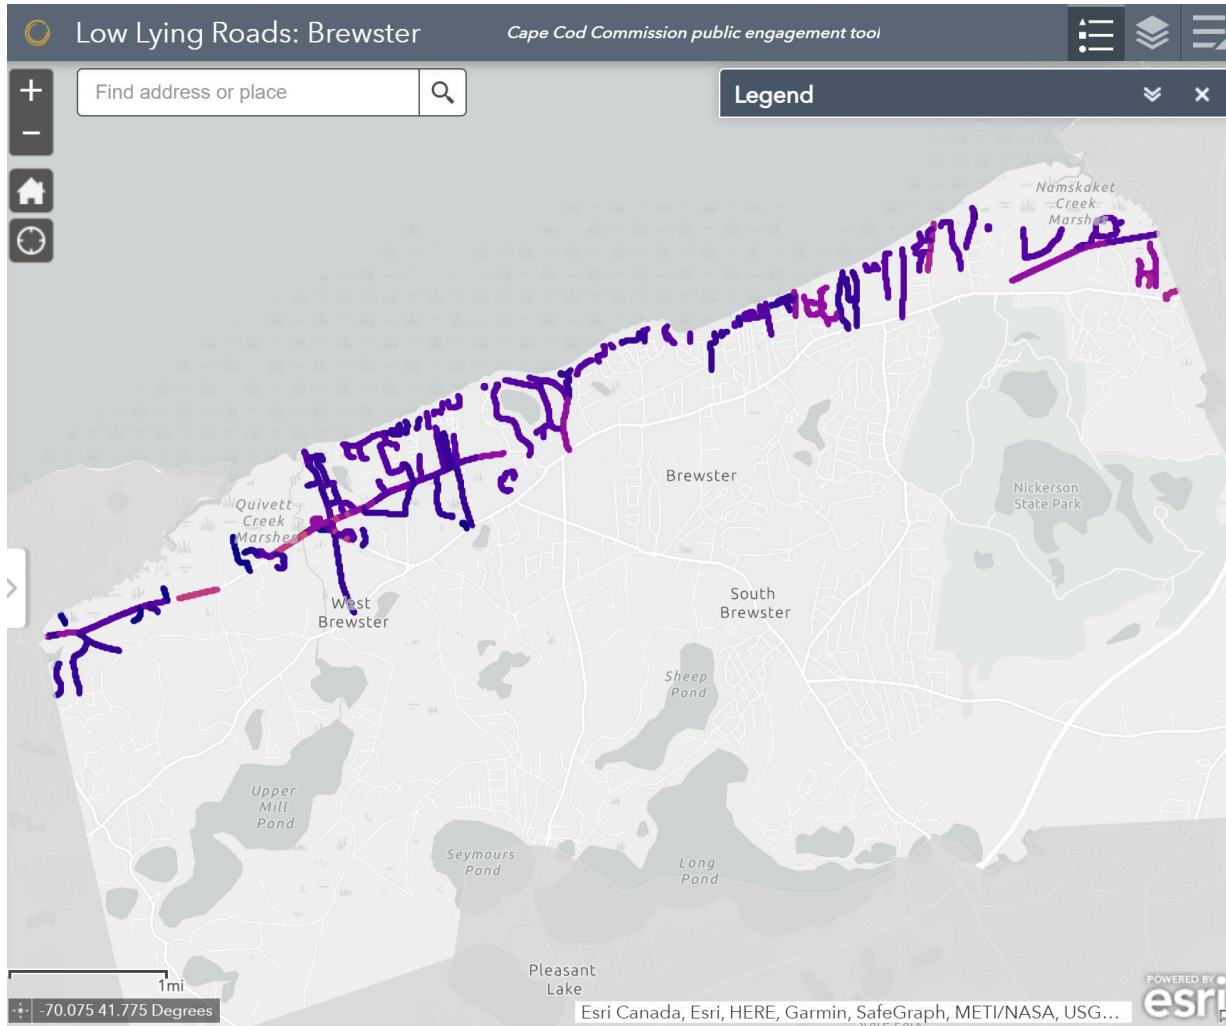 Low Lying Roads: Brewster
Cape Cod Commission public engagement tool
+
Find address or place
Legend
−
Namskaket
Creek
Marshes
Brewster
Nickerson
State Park
Quivett
Creek
Marshes
West
Brewster
South
Brewster
Sheep
Pond
Upper
Mill
Pond
Seymours
Pond
Long
Pond
Pleasant
Lake
1mi
-70.075 41.775 Degrees
Esri Canada, Esri, HERE, Garmin, SafeGraph, METI/NASA, USG...
POWERED BY
esri